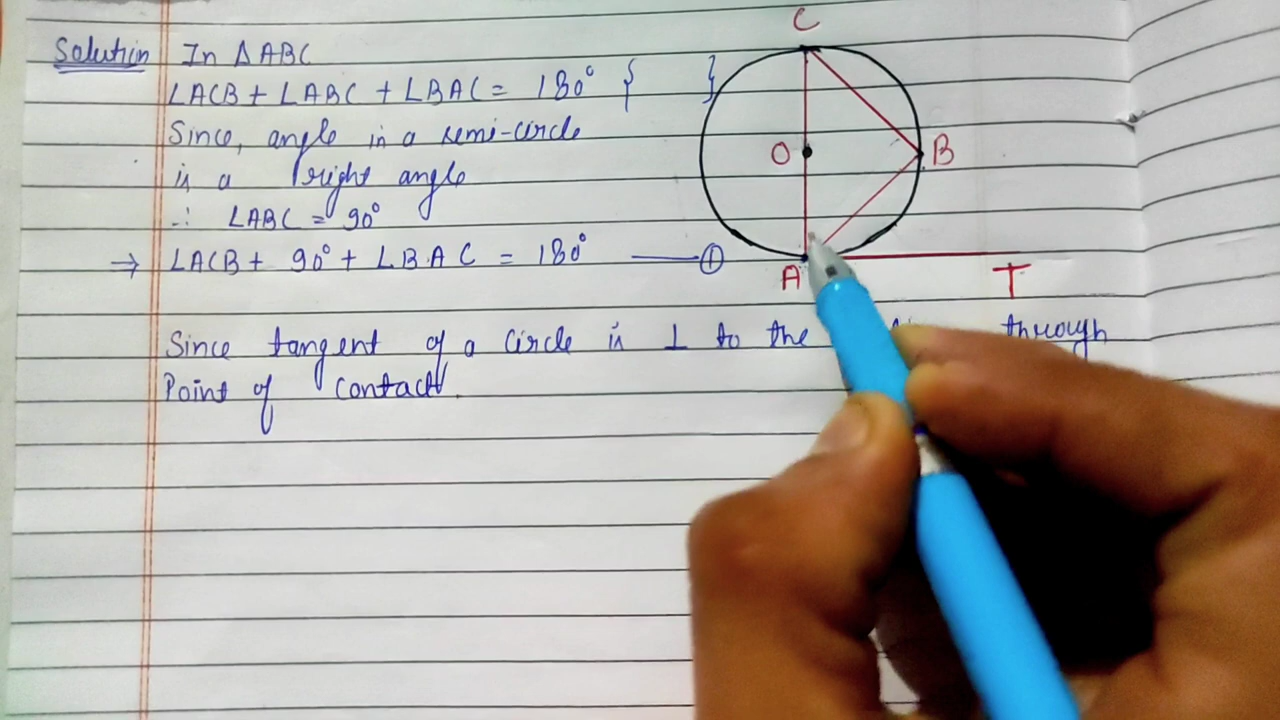 Solution In ΔABC
∠ACB + ∠ABC + ∠BAC = 180° { }
Since, angle in a semi-circle
is a right angle
∴ ∠ABC = 90°
→ ∠ACB + 90° + ∠BAC = 180° —— ①
Since tangent of a circle is ⊥ to the through
Point of contact.
C
O
B
A
T